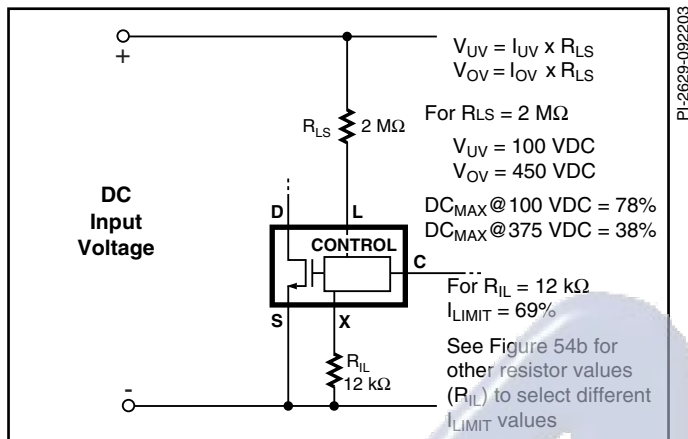 +
DC
Input
Voltage
-
R_LS 2 MΩ
D
L
CONTROL
C
S
X
R_IL
12 kΩ
V_UV = I_UV x R_LS
V_OV = I_OV x R_LS
For R_LS = 2 MΩ
V_UV = 100 VDC
V_OV = 450 VDC
DC_MAX@100 VDC = 78%
DC_MAX@375 VDC = 38%
For R_IL = 12 kΩ
I_LIMIT = 69%
See Figure 54b for
other resistor values
(R_IL) to select different
I_LIMIT values
PI-2629-092203